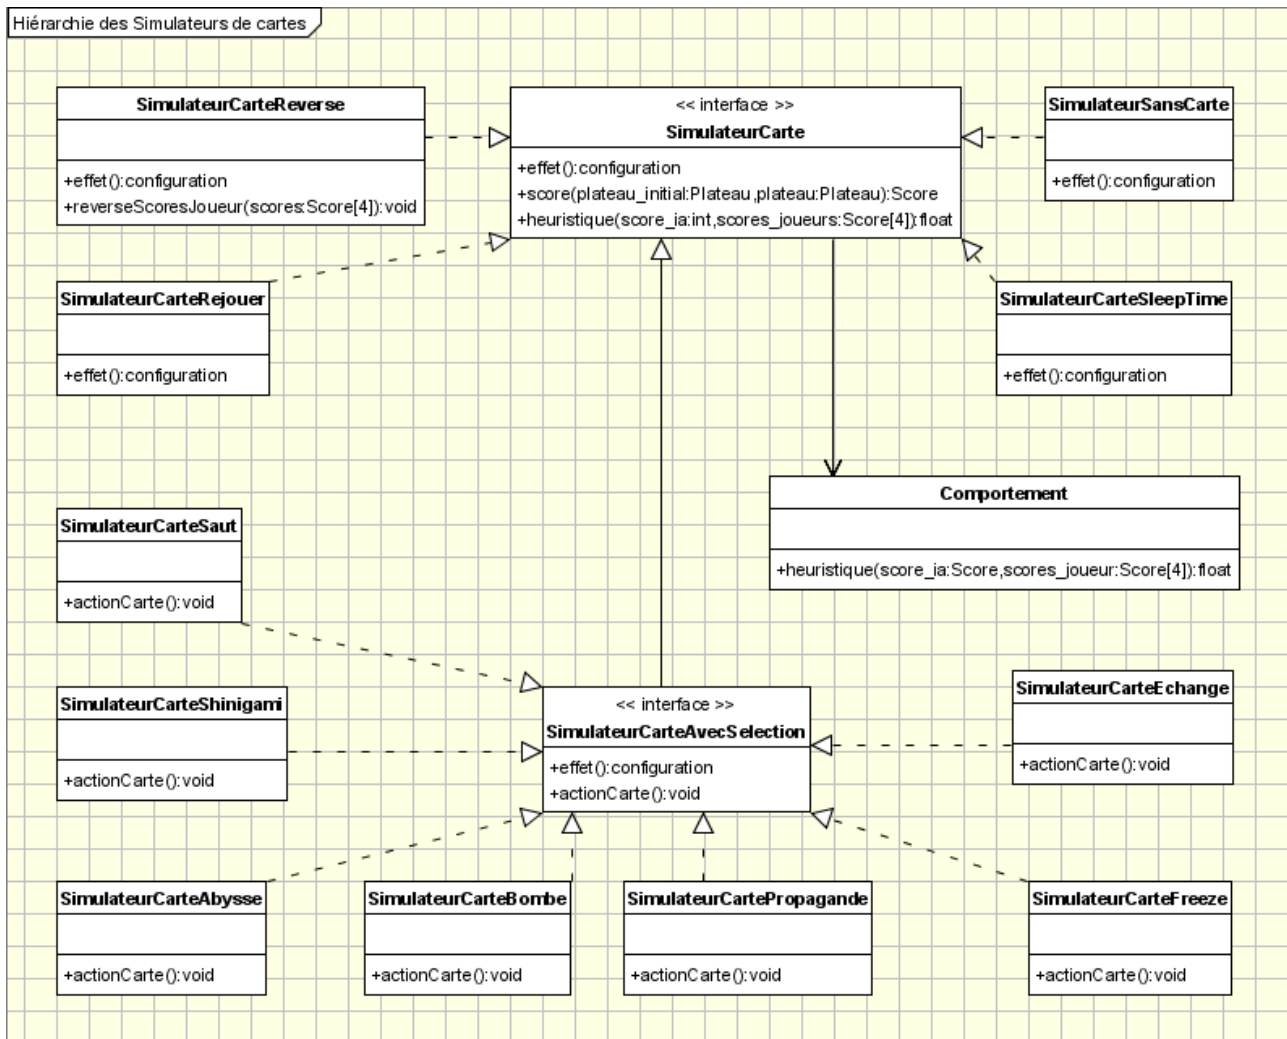 Hiérarchie des Simulateurs de cartes
SimulateurCarteReverse
+effet():configuration
+reverseScoresJoueur(scores:Score[4]):void
<< interface >>
SimulateurCarte
+effet():configuration
+score(plateau_initial:Plateau,plateau:Plateau):Score
+heuristique(score_ia:int,scores_joueurs:Score[4]):float
SimulateurSansCarte
+effet():configuration
SimulateurCarteRejouer
+effet():configuration
SimulateurCarteSleepTime
+effet():configuration
Comportement
+heuristique(score_ia:Score,scores_joueur:Score[4]):float
SimulateurCarteSaut
+actionCarte():void
SimulateurCarteShinigami
+actionCarte():void
<< interface >>
SimulateurCarteAvecSelection
+effet():configuration
+actionCarte():void
SimulateurCarteEchange
+actionCarte():void
SimulateurCarteAbysse
+actionCarte():void
SimulateurCarteBombe
+actionCarte():void
SimulateurCartePropagande
+actionCarte():void
SimulateurCarteFreeze
+actionCarte():void